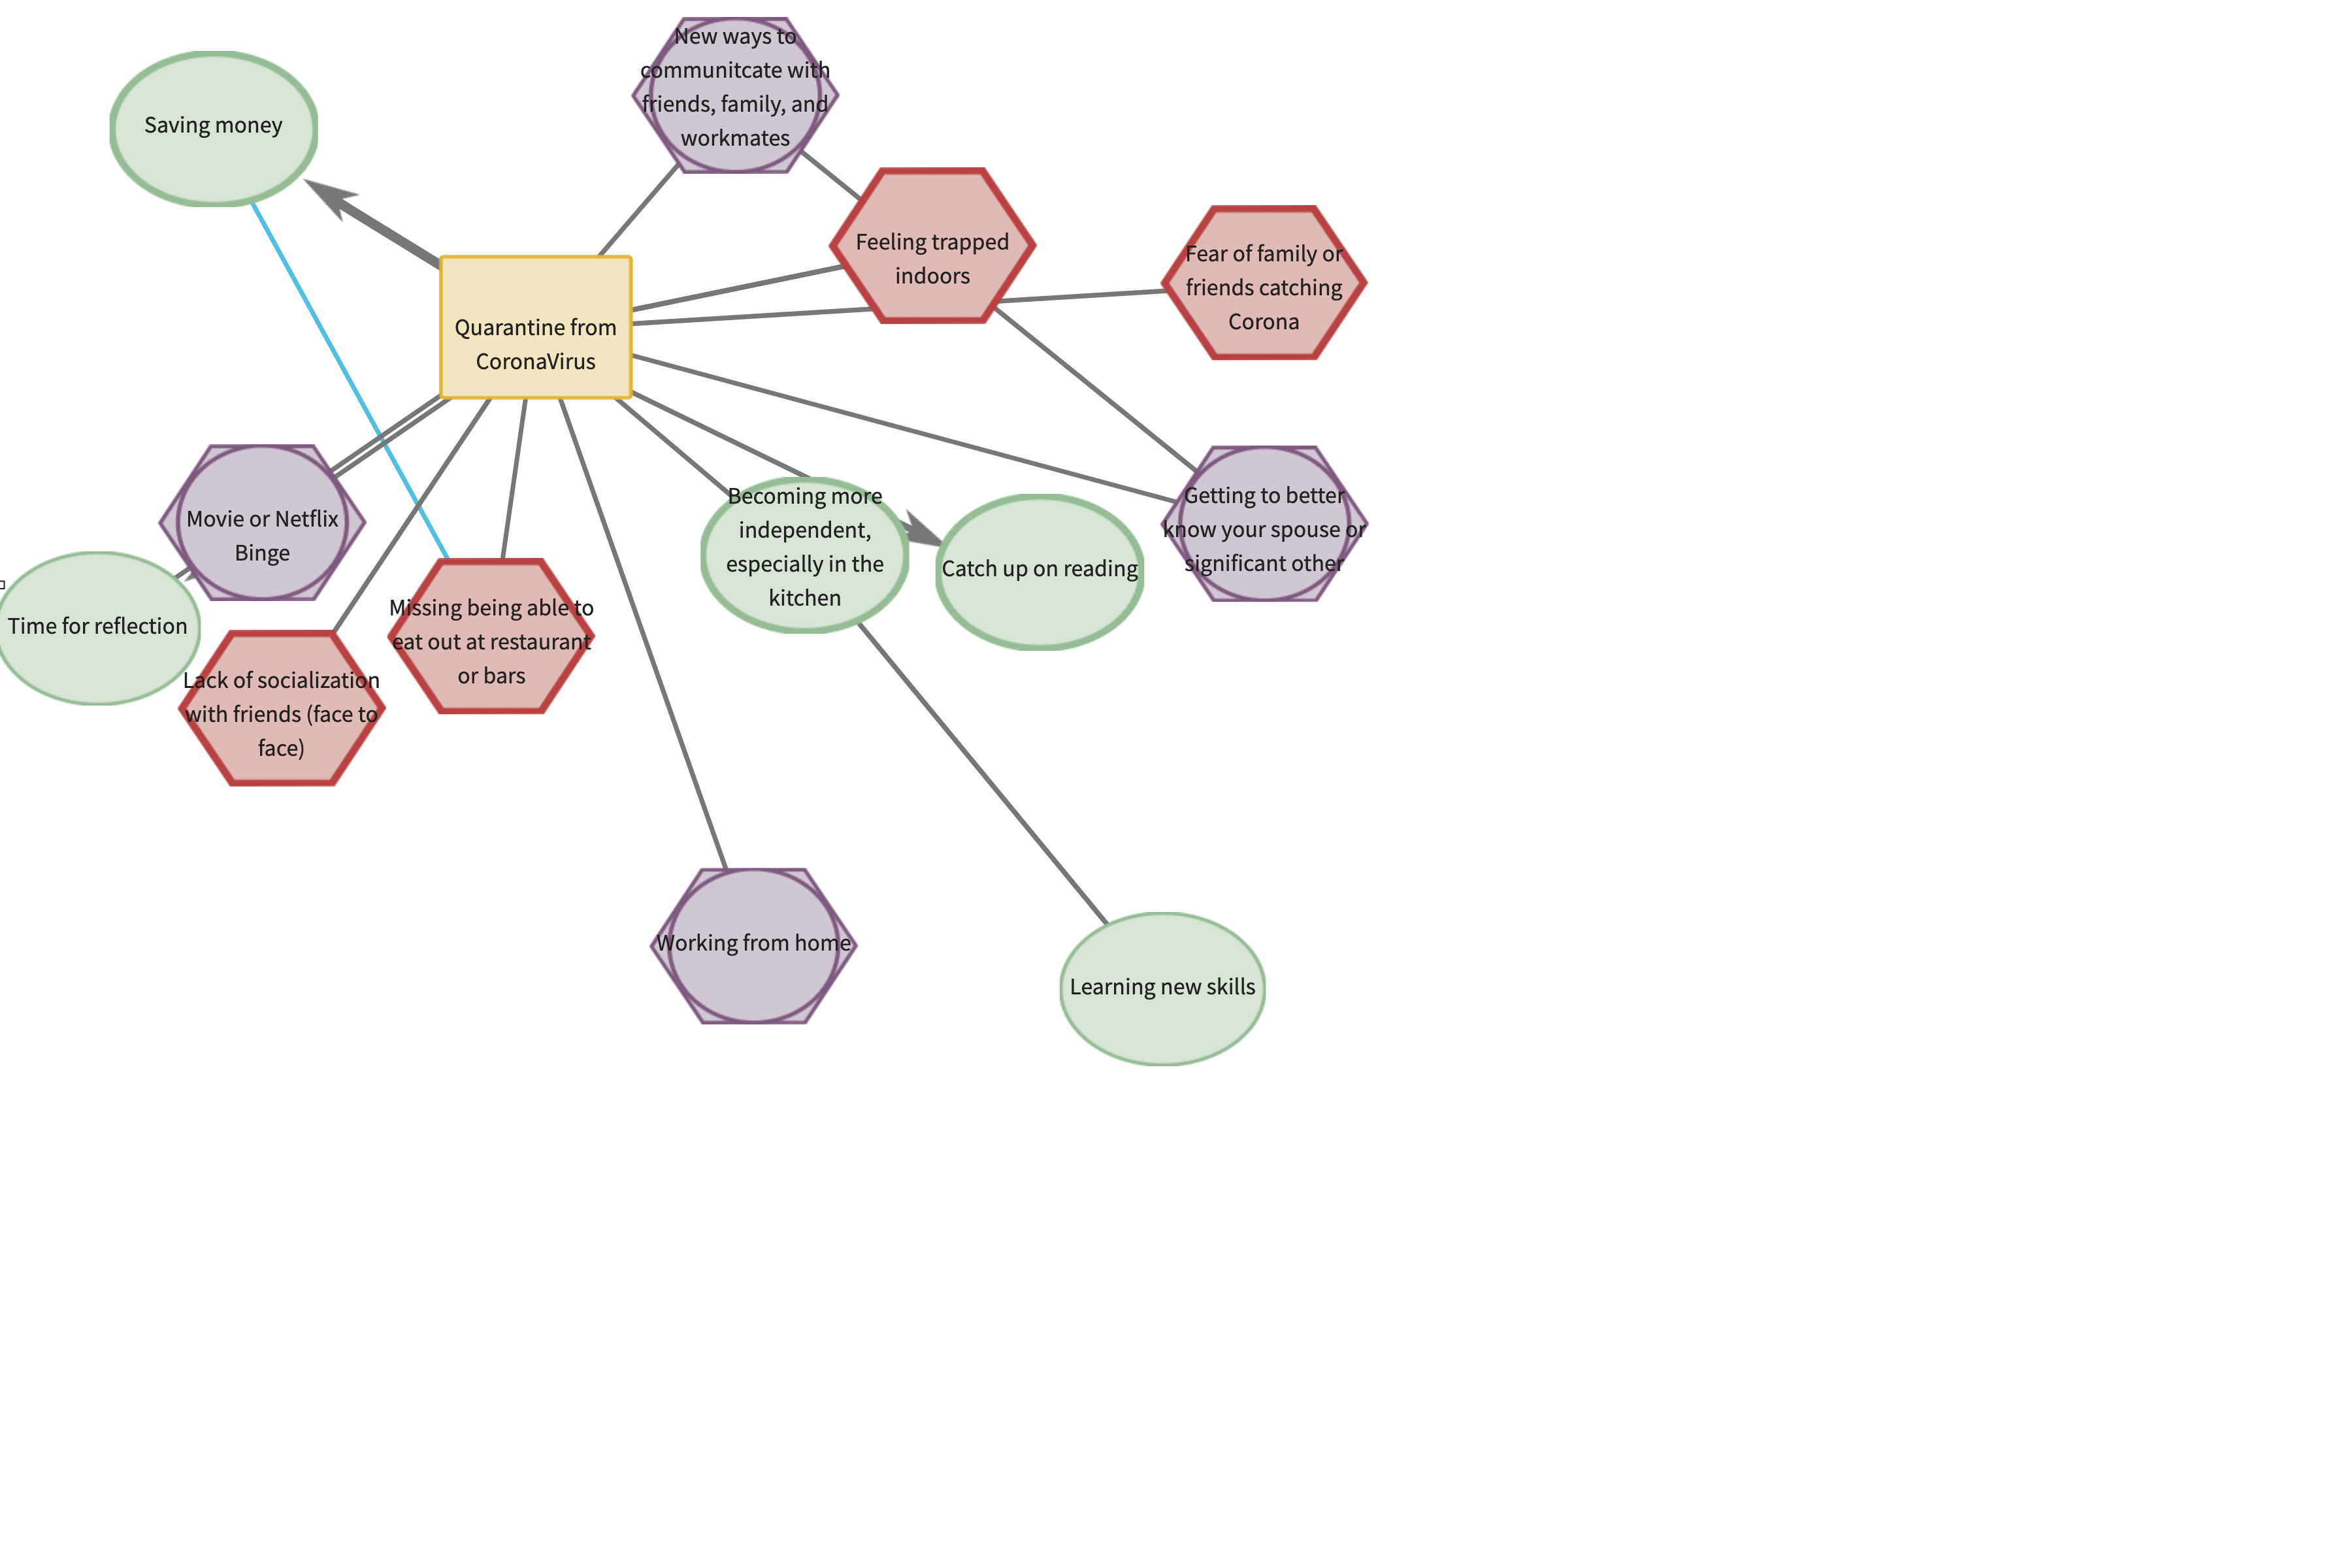 New ways to
communitcate with
friends, family, and
workmates
Saving money
Feeling trapped
indoors
Fear of family or
friends catching
Corona
Quarantine from
CoronaVirus
Movie or Netflix
Binge
Becoming more
independent,
especially in the
kitchen
Catch up on reading
Getting to better
know your spouse or
significant other
Time for reflection
Lack of socialization
with friends (face to
face)
Missing being able to
eat out at restaurant
or bars
Working from home
Learning new skills